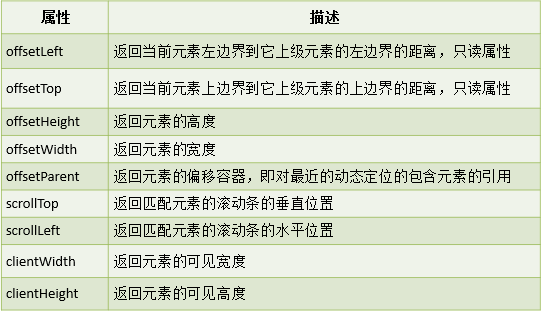 属性 描述
offsetLeft 返回当前元素左边界到它上级元素的左边界的距离，只读属性
offsetTop 返回当前元素上边界到它上级元素的上边界的距离，只读属性
offsetHeight 返回元素的高度
offsetWidth 返回元素的宽度
offsetParent 返回元素的偏移容器，即对最近的动态定位的包含元素的引用
scrollTop 返回匹配元素的滚动条的垂直位置
scrollLeft 返回匹配元素的滚动条的水平位置
clientWidth 返回元素的可见宽度
clientHeight 返回元素的可见高度